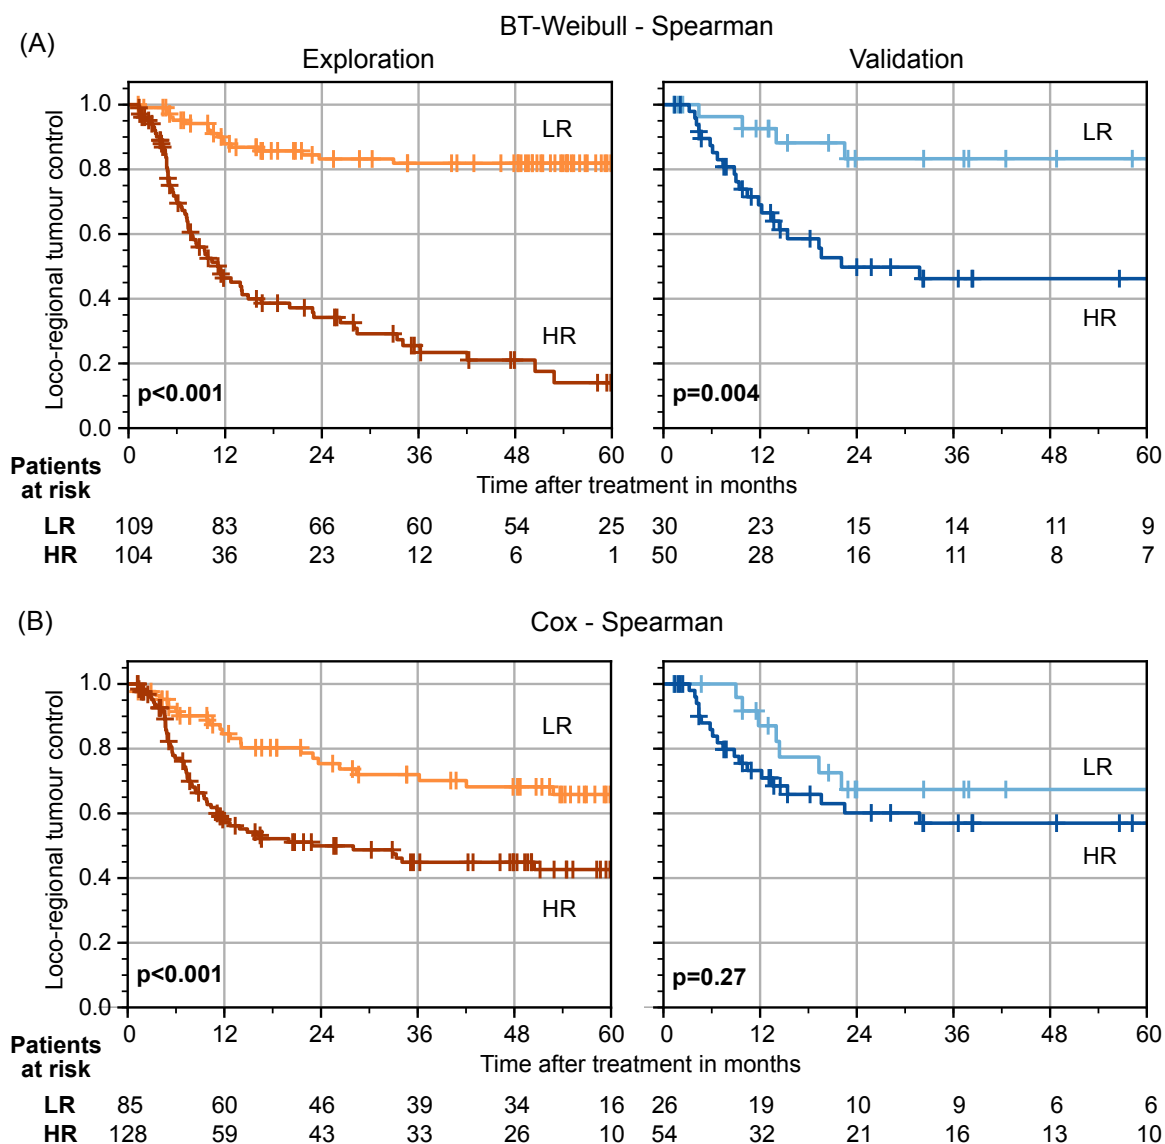 (A)
BT-Weibull - Spearman
Exploration
Validation
Loco-regional tumour control
1.0
0.8
0.6
0.4
0.2
0.0
LR
HR
p<0.001
LR
HR
p=0.004
0 12 24 36 48 60
0 12 24 36 48 60
Time after treatment in months
Patients
at risk
LR 109 83 66 60 54 25 30 23 15 14 11 9
HR 104 36 23 12 6 1 50 28 16 11 8 7
(B)
Cox - Spearman
Loco-regional tumour control
1.0
0.8
0.6
0.4
0.2
0.0
LR
HR
p<0.001
LR
HR
p=0.27
0 12 24 36 48 60
0 12 24 36 48 60
Time after treatment in months
Patients
at risk
LR 85 60 46 39 34 16 26 19 10 9 6 6
HR 128 59 43 33 26 10 54 32 21 16 13 10